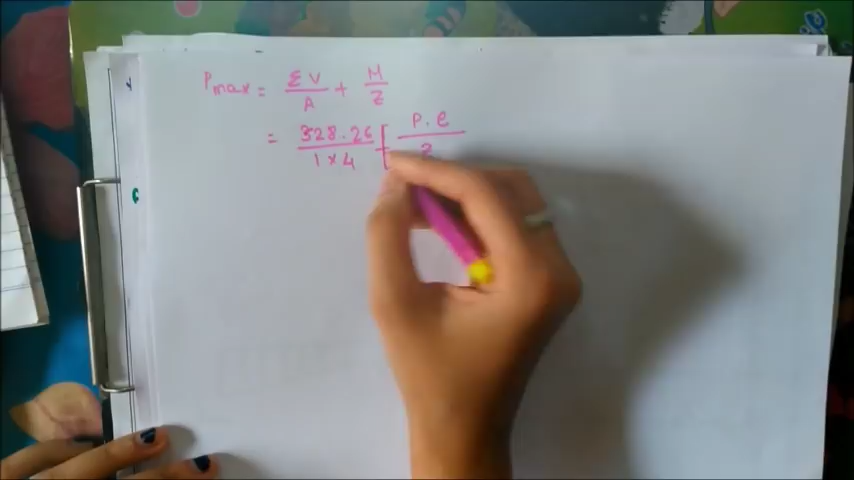 Pmax = ΣV/A + M/Z
= 328.26/1×4 + [P.e/Z